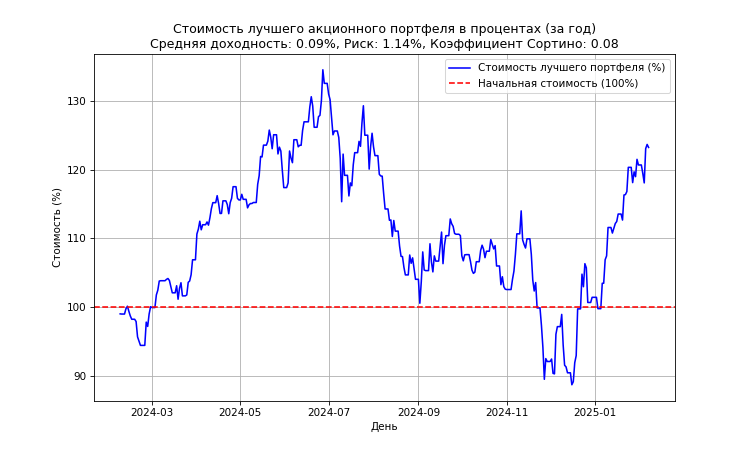 Стоимость лучшего акционного портфеля в процентах (за год)
Средняя доходность: 0.09%, Риск: 1.14%, Коэффициент Сортино: 0.08
Стоимость лучшего портфеля (%)
Начальная стоимость (100%)
Стоимость (%)
130
120
110
100
90
2024-03 2024-05 2024-07 2024-09 2024-11 2025-01
День